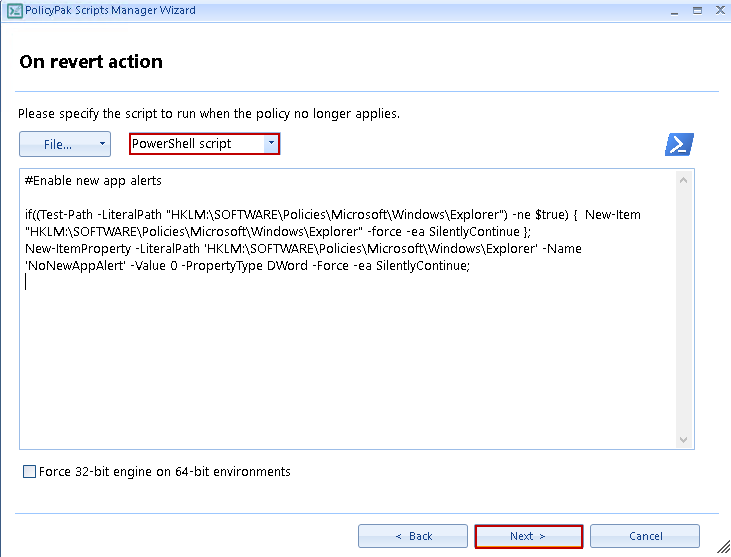 PolicyPak Scripts Manager Wizard
On revert action
Please specify the script to run when the policy no longer applies.
File... PowerShell script
#Enable new app alerts
if((Test-Path -LiteralPath "HKLM:\SOFTWARE\Policies\Microsoft\Windows\Explorer") -ne $true) {  New-Item
"HKLM:\SOFTWARE\Policies\Microsoft\Windows\Explorer" -force -ea SilentlyContinue };
New-ItemProperty -LiteralPath 'HKLM:\SOFTWARE\Policies\Microsoft\Windows\Explorer' -Name
'NoNewAppAlert' -Value 0 -PropertyType DWord -Force -ea SilentlyContinue;
Force 32-bit engine on 64-bit environments
< Back Next > Cancel